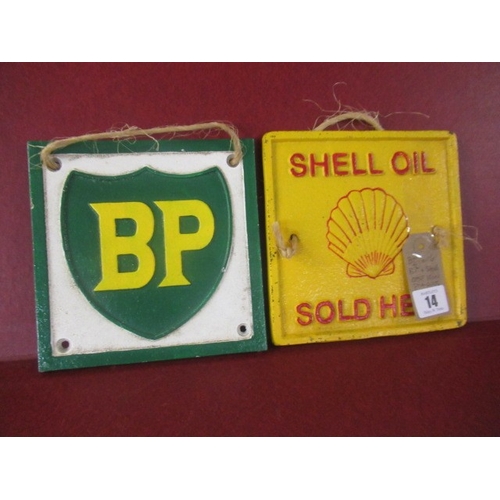 BP
SHELL OIL
SOLD HE
14